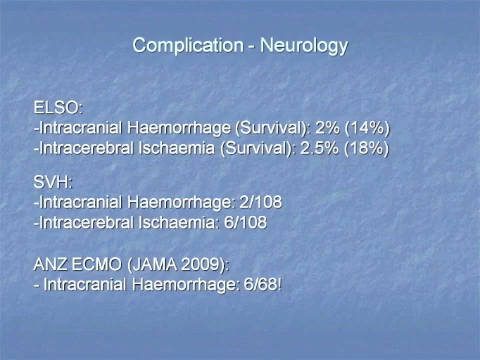 Complication - Neurology
ELSO:
-Intracranial Haemorrhage (Survival): 2% (14%)
-Intracerebral Ischaemia (Survival): 2.5% (18%)
SVH:
-Intracranial Haemorrhage: 2/108
-Intracerebral Ischaemia: 6/108
ANZ ECMO (JAMA 2009):
- Intracranial Haemorrhage: 6/68!